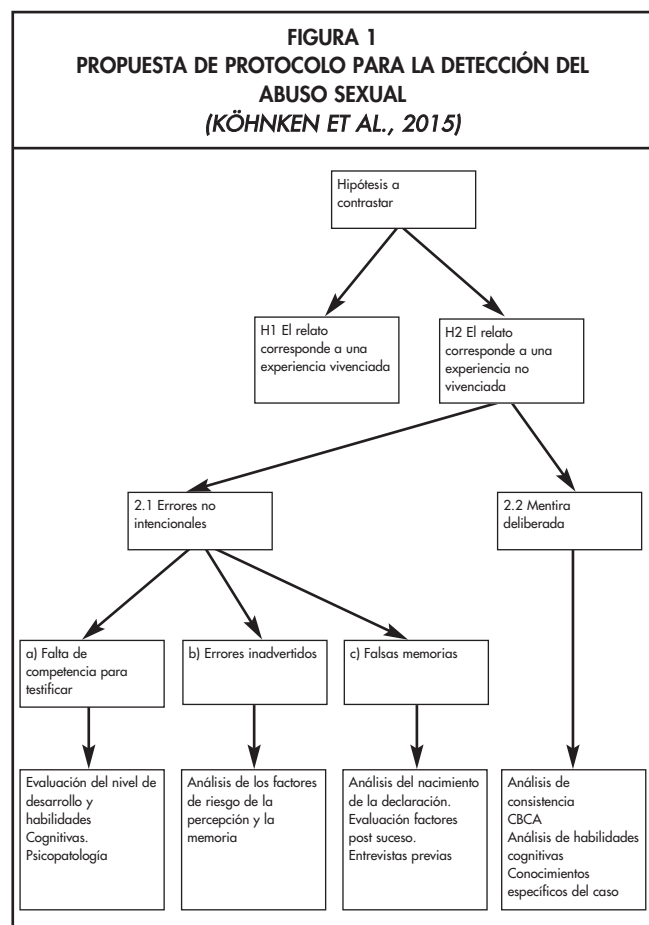 FIGURA 1
PROPUESTA DE PROTOCOLO PARA LA DETECCIÓN DEL
ABUSO SEXUAL
(KÖHNKEN ET AL., 2015)
Hipótesis a
contrastar
H1 El relato
corresponde a una
experiencia vivenciada
H2 El relato
corresponde a una
experiencia no
vivenciada
2.1 Errores no
intencionales
2.2 Mentira
deliberada
a) Falta de
competencia para
testificar
b) Errores inadvertidos
c) Falsas memorias
Evaluación del nivel de
desarrollo y
habilidades
Cognitivas.
Psicopatología
Análisis de los factores
de riesgo de la
percepción y la
memoria
Análisis del nacimiento
de la declaración.
Evaluación factores
post suceso.
Entrevistas previas
Análisis de
consistencia
CBCA
Análisis de habilidades
cognitivas
Conocimientos
específicos del caso